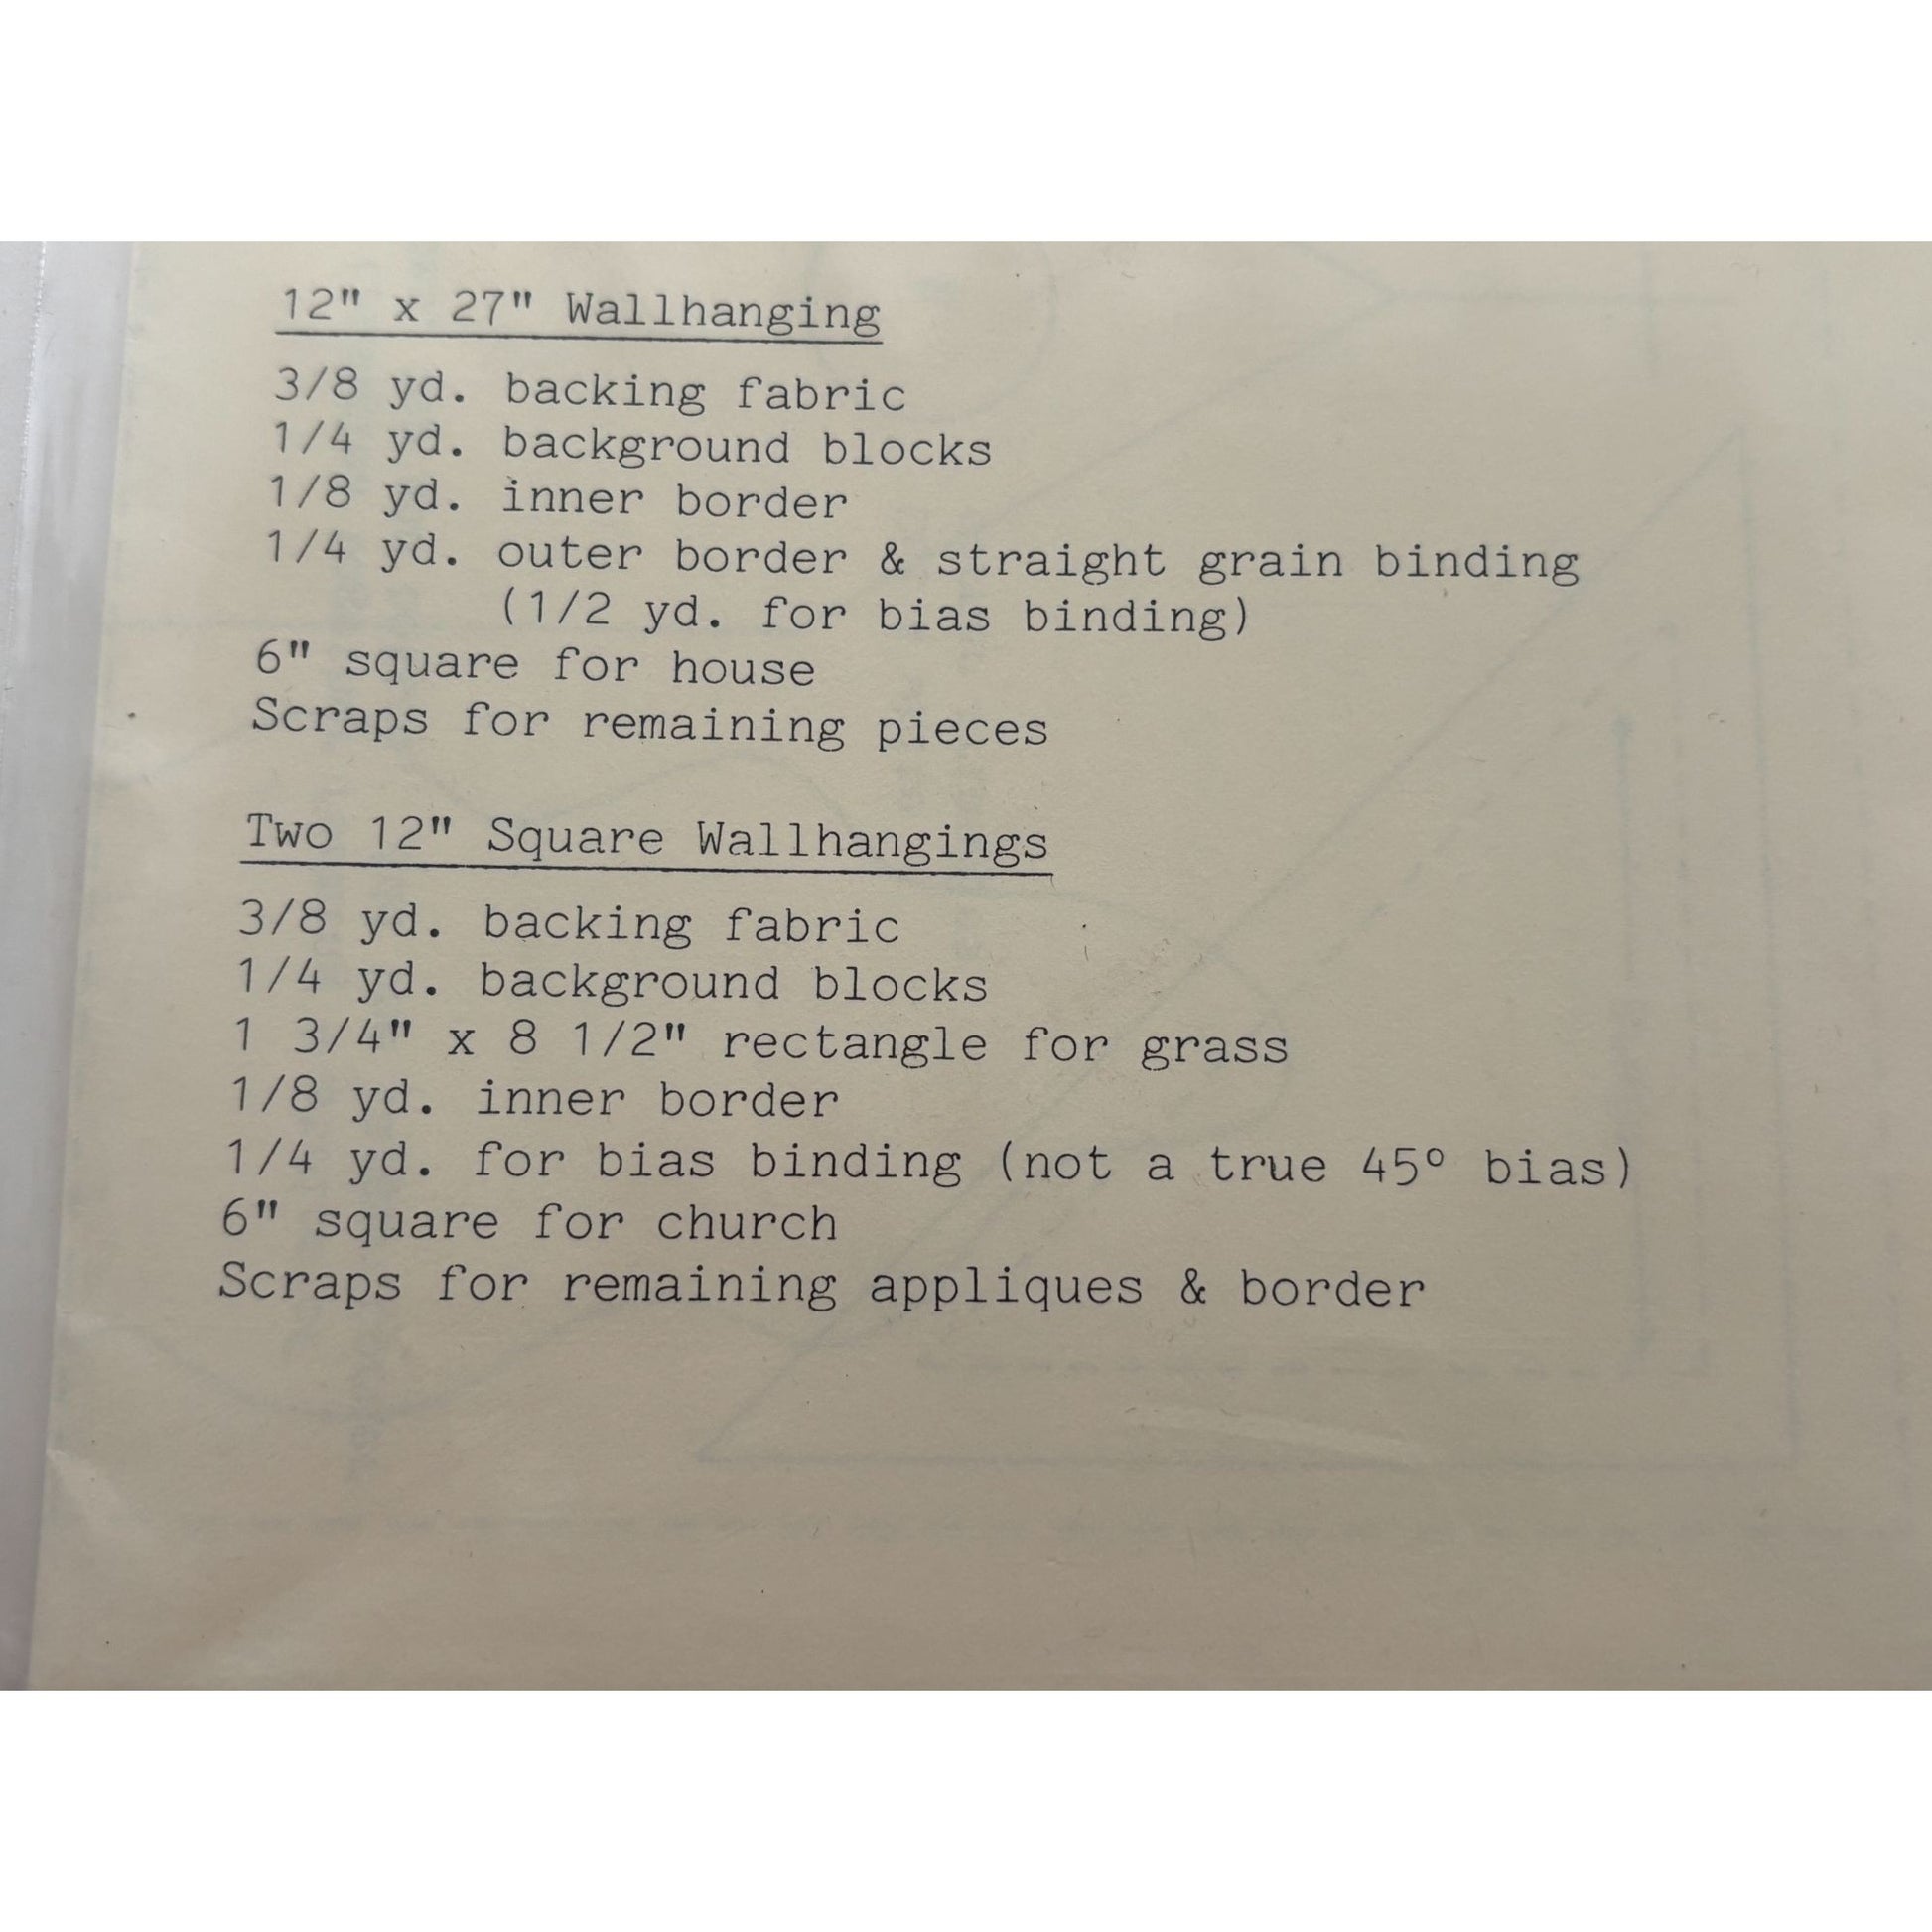 12" x 27" Wallhanging
3/8 yd. backing fabric
1/4 yd. background blocks
1/8 yd. inner border
1/4 yd. outer border & straight grain binding
(1/2 yd. for bias binding)
6" square for house
Scraps for remaining pieces
Two 12" Square Wallhangings
3/8 yd. backing fabric
1/4 yd. background blocks
1 3/4" x 8 1/2" rectangle for grass
1/8 yd. inner border
1/4 yd. for bias binding (not a true 45° bias)
6" square for church
Scraps for remaining appliques & border